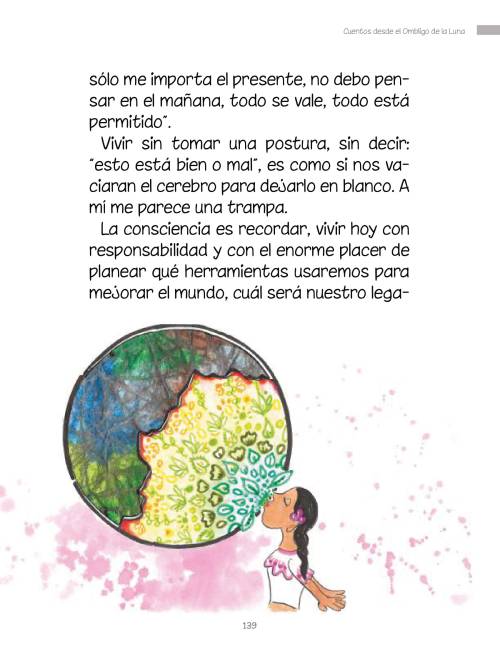 Cuentos desde el Ombligo de la Luna
sólo me importa el presente, no debo pen-
sar en el mañana, todo se vale, todo está
permitido”.
Vivir sin tomar una postura, sin decir:
“esto está bien o mal”, es como si nos va-
ciaran el cerebro para dejarlo en blanco. A
mí me parece una trampa.
La consciencia es recordar, vivir hoy con
responsabilidad y con el enorme placer de
planear qué herramientas usaremos para
mejorar el mundo, cuál será nuestro lega-
139